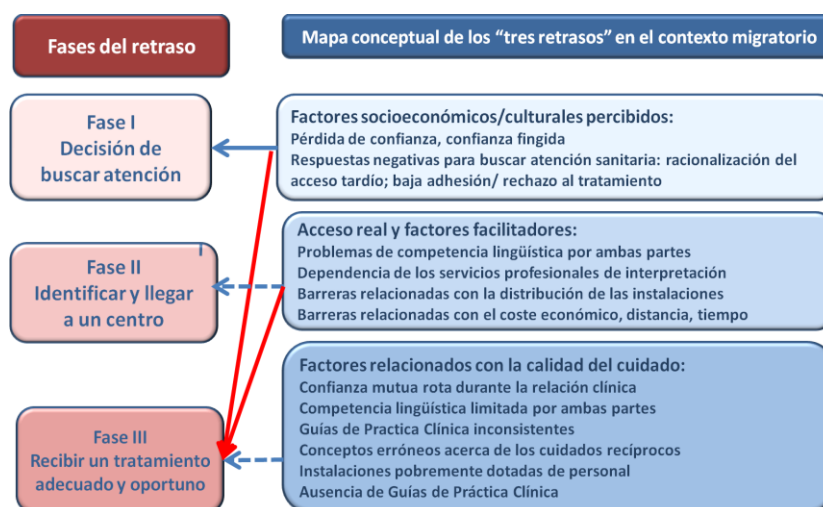 Fases del retraso
Mapa conceptual de los “tres retrasos” en el contexto migratorio
Fase I
Decisión de
buscar atención
Factores socioeconómicos/culturales percibidos:
Pérdida de confianza, confianza fingida
Respuestas negativas para buscar atención sanitaria: racionalización del
acceso tardío; baja adhesión/ rechazo al tratamiento
Fase II
Identificar y llegar
a un centro
Acceso real y factores facilitadores:
Problemas de competencia lingüística por ambas partes
Dependencia de los servicios profesionales de interpretación
Barreras relacionadas con la distribución de las instalaciones
Barreras relacionadas con el coste económico, distancia, tiempo
Fase III
Recibir un tratamiento
adecuado y oportuno
Factores relacionados con la calidad del cuidado:
Confianza mutua rota durante la relación clínica
Competencia lingüística limitada por ambas partes
Guías de Practica Clínica inconsistentes
Conceptos erróneos acerca de los cuidados recíprocos
Instalaciones pobremente dotadas de personal
Ausencia de Guías de Práctica Clínica